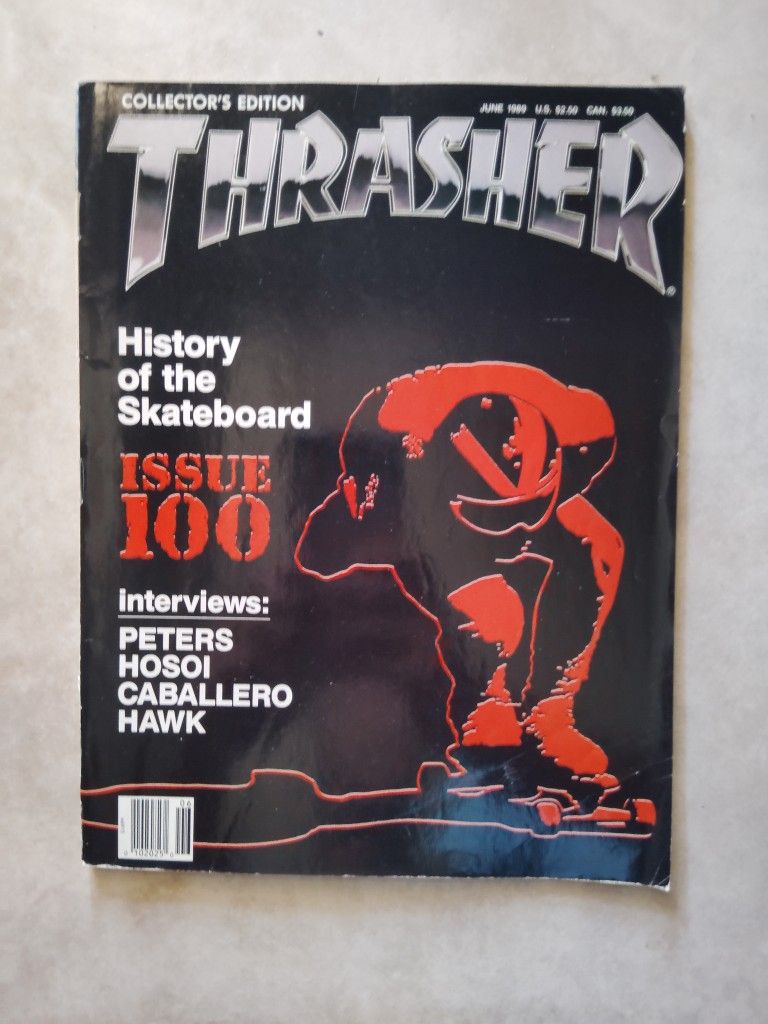 COLLECTOR'S EDITION
JUNE 1989 U.S. $2.50 CAN. $3.50
THRASHER®
History
of the
Skateboard
ISSUE
100
interviews:
PETERS
HOSOI
CABALLERO
HAWK
06